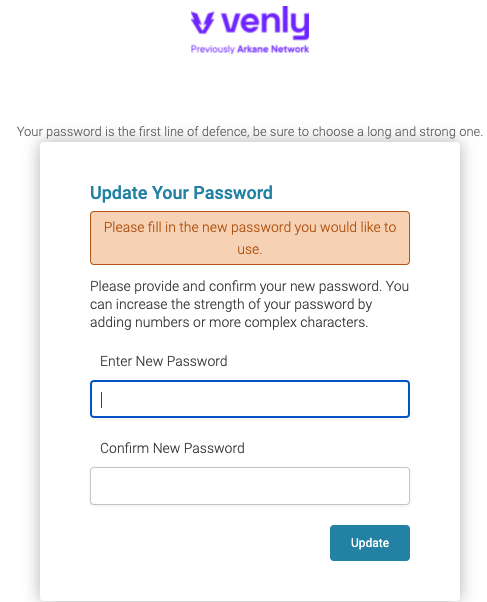 venly
Previously Arkane Network
Your password is the first line of defence, be sure to choose a long and strong one.
Update Your Password
Please fill in the new password you would like to
use.
Please provide and confirm your new password. You
can increase the strength of your password by
adding numbers or more complex characters.
Enter New Password
Confirm New Password
Update